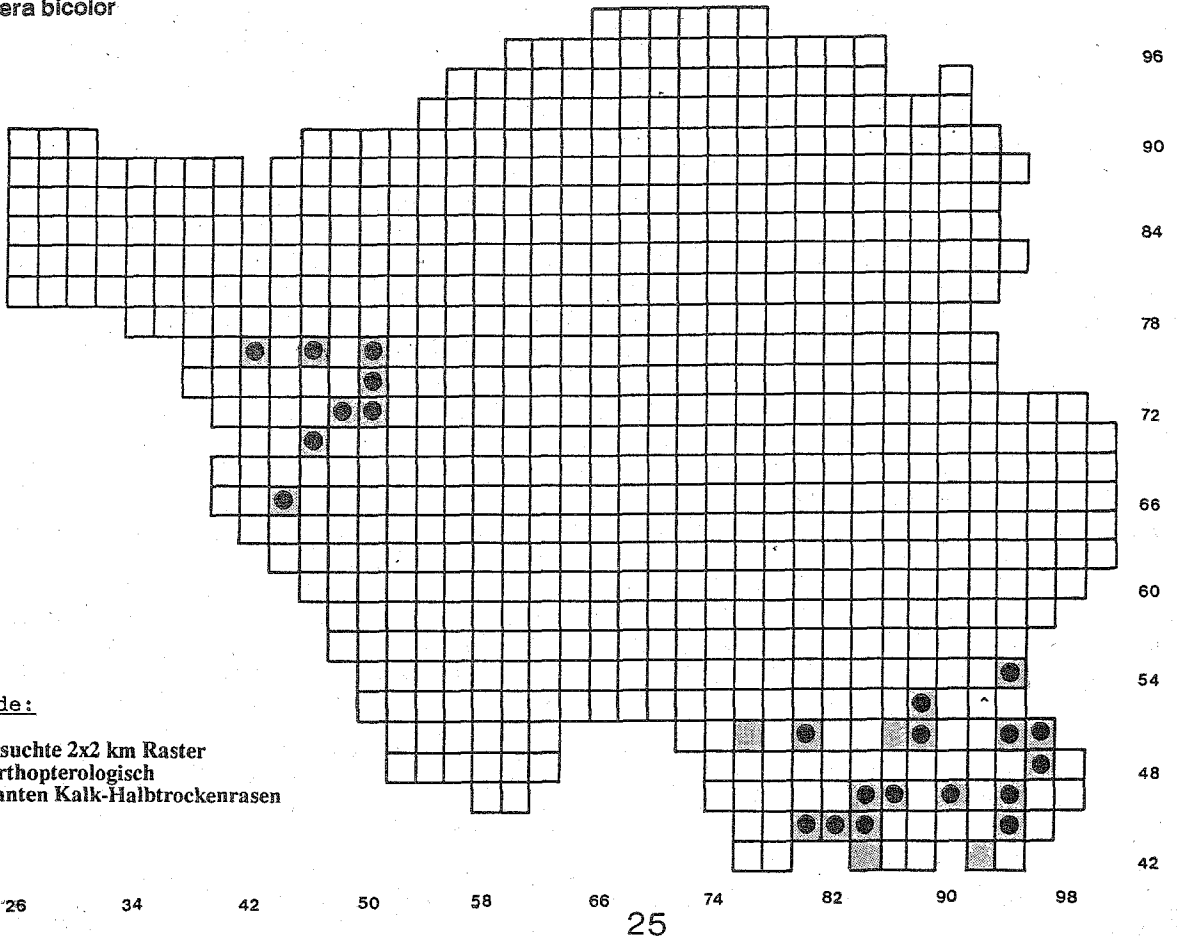 era bicolor
96
90
84
78
72
66
60
54
de:
suchte 2x2 km Raster
rthopterologisch
anten Kalk-Halbtrockenrasen
48
42
26 34 42 50 58 66 74 82 90 98
25